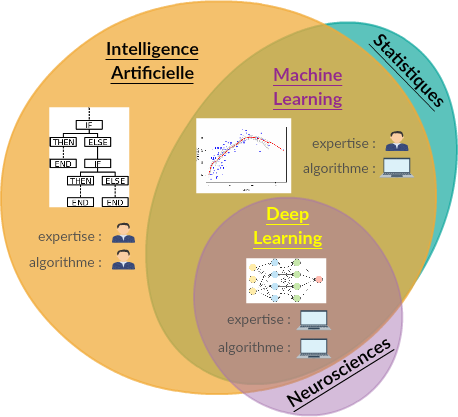 Intelligence
Artificielle
Statistiques
Machine
Learning
IF
THEN ELSE
END IF
THEN ELSE
END END
expertise :
algorithme :
Deep
Learning
expertise :
algorithme :
expertise :
algorithme :
Neurosciences